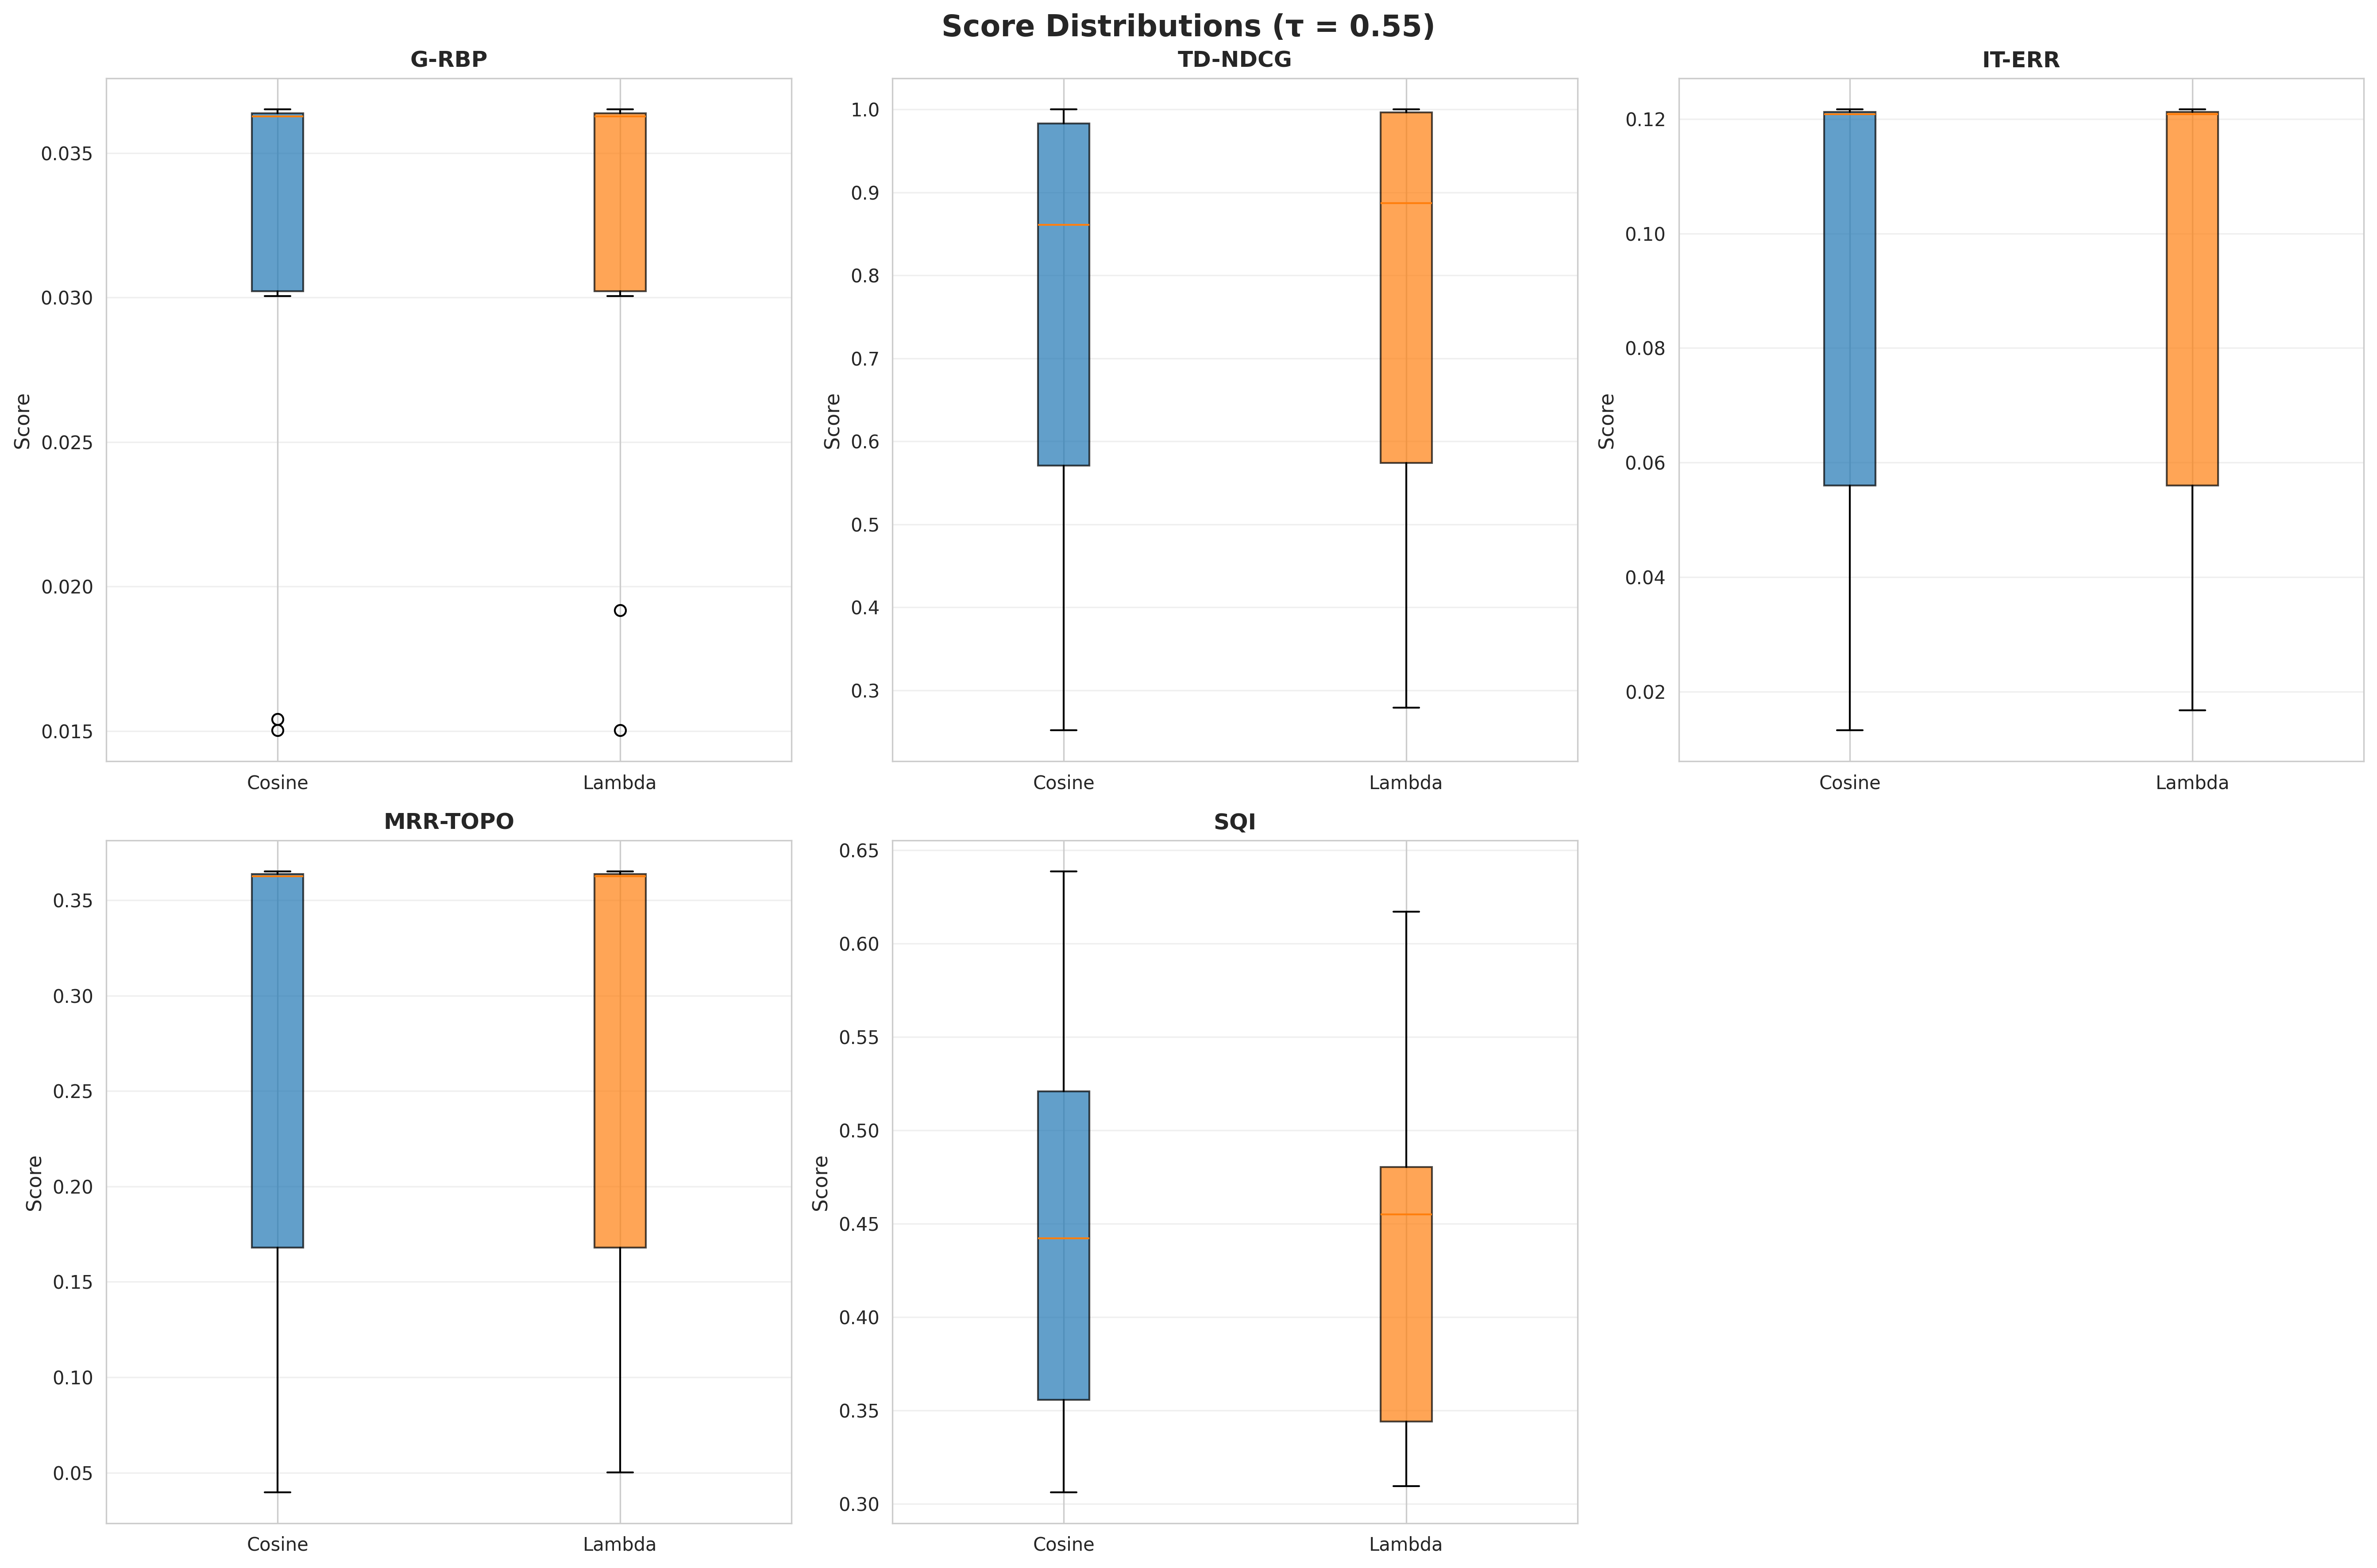 Score Distributions (τ = 0.55)
G-RBP
Score
0.035
0.030
0.025
0.020
0.015
Cosine
Lambda
TD-NDCG
Score
1.0
0.9
0.8
0.7
0.6
0.5
0.4
0.3
Cosine
Lambda
IT-ERR
Score
0.12
0.10
0.08
0.06
0.04
0.02
Cosine
Lambda
MRR-TOPO
Score
0.35
0.30
0.25
0.20
0.15
0.10
0.05
Cosine
Lambda
SQI
Score
0.65
0.60
0.55
0.50
0.45
0.40
0.35
0.30
Cosine
Lambda